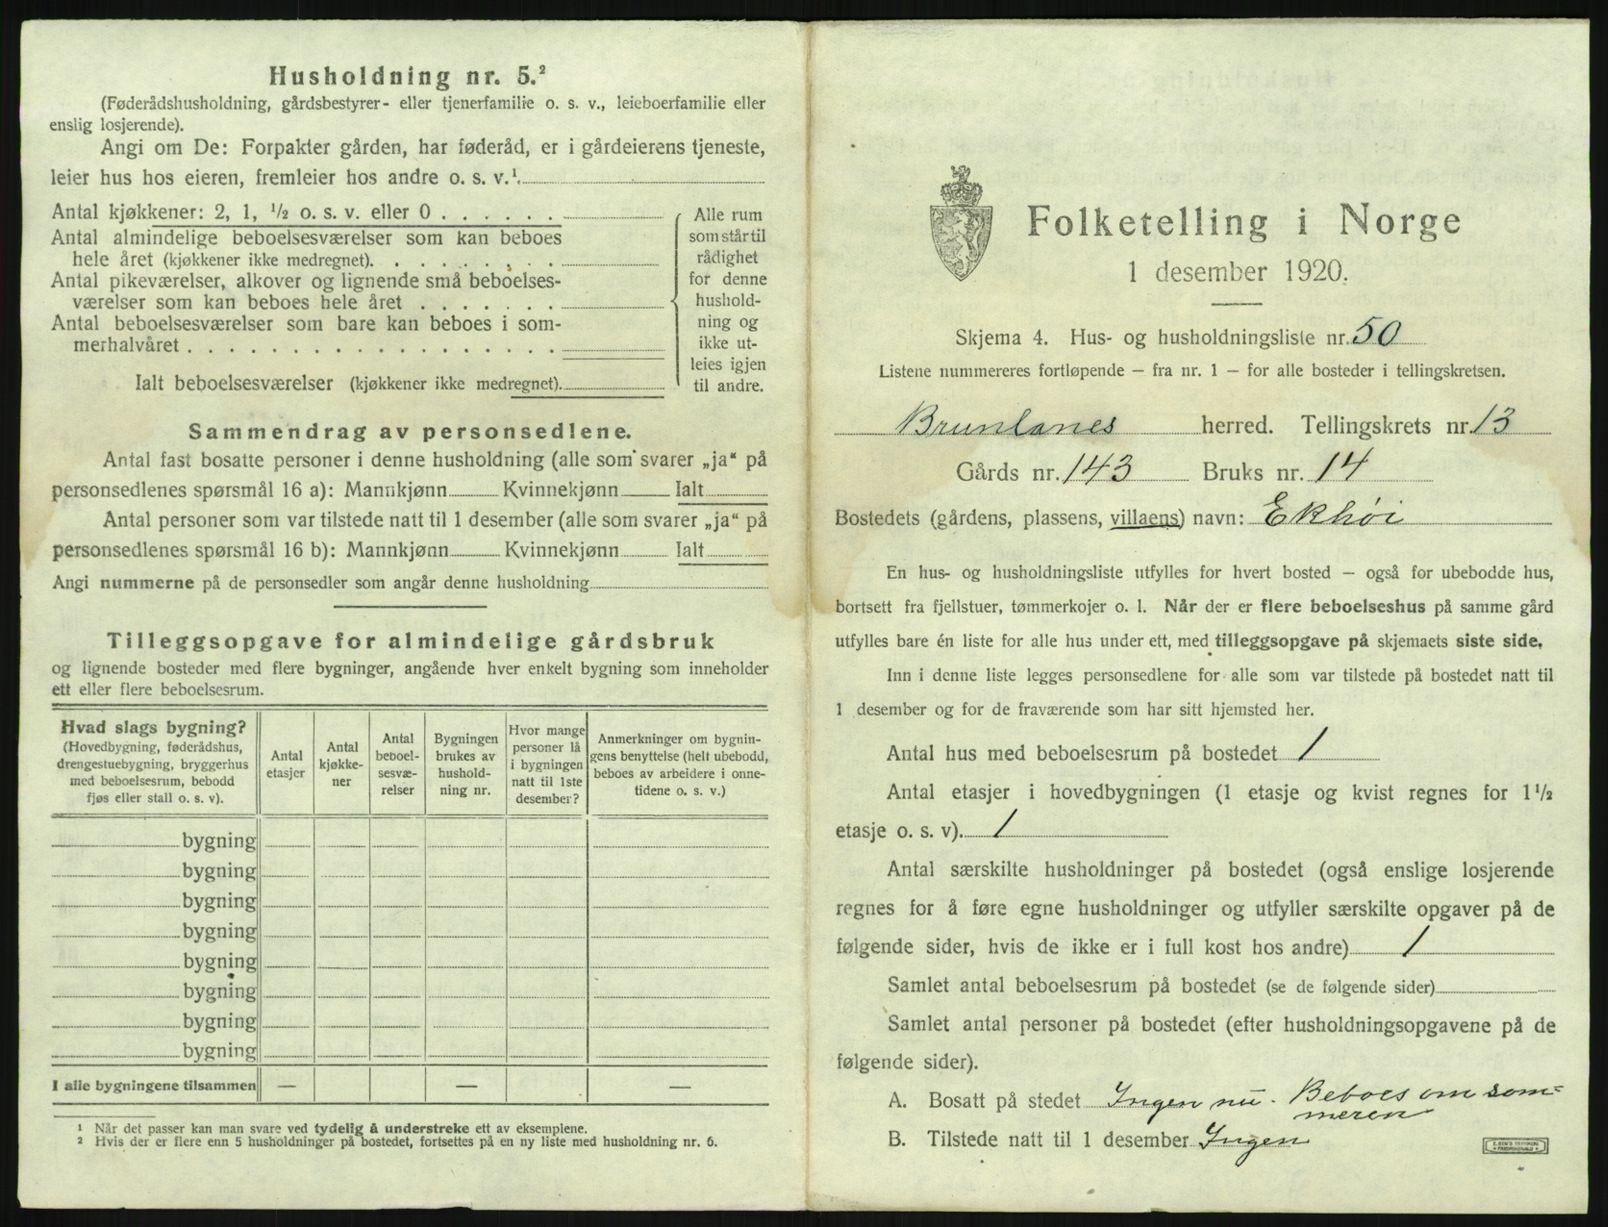 Husholdning nr. 5.²
(Føderådshusholdning, gårdsbestyrer- eller tjenerfamilie o. s. v., leieboerfamilie eller
enslig losjerende).
Angi om De: Forpakter gården, har føderåd, er i gårdeierens tjeneste,
leier hus hos eieren, fremleier hos andre o. s. v.¹
Antal kjøkkener: 2, 1, ½ o. s. v. eller 0 . . . . . .
Antal almindelige beboelsesværelser som kan beboes
hele året (kjøkkener ikke medregnet). . . . . . . . .
Antal pikeværelser, alkover og lignende små beboelses-
værelser som kan beboes hele året . . . . . . .
Antal beboelsesværelser som bare kan beboes i som-
merhalvåret . . . . . . . . . . . . . . . . . .
Ialt beboelsesværelser (kjøkkener ikke medregnet).
Alle rum
som står til
rådighet
for denne
hushold-
ning og
ikke ut-
leies igjen
til andre.
Sammendrag av personsedlene.
Antal fast bosatte personer i denne husholdning (alle som svarer „ja“ på
personsedlenes spørsmål 16 a): Mannkjønn Kvinnekjønn Ialt
Antal personer som var tilstede natt til 1 desember (alle som svarer „ja“ på
personsedlenes spørsmål 16 b): Mannkjønn Kvinnekjønn Ialt
Angi nummerne på de personsedler som angår denne husholdning
Tilleggsopgave for almindelige gårdsbruk
og lignende bosteder med flere bygninger, angående hver enkelt bygning som inneholder
ett eller flere beboelsesrum.
Hvad slags bygning?
(Hovedbygning, føderådshus,
drengestuebygning, bryggerhus
med beboelsesrum, bebodd
fjøs eller stall o. s. v).
Antal
etasjer
Antal
kjøkke-
ner
Antal
beboel-
sesvæ-
relser
Bygningen
brukes av
hushold-
ning nr.
Hvor mange
personer lå
i bygningen
natt til 1ste
desember?
Anmerkninger om bygnin-
gens benyttelse (helt ubebodd,
beboes av arbeidere i onne-
tidene o. s. v.)
bygning
bygning
bygning
bygning
bygning
bygning
bygning
bygning
I alle bygningene tilsammen — — —
¹ Når det passer kan man svare ved tydelig å understreke ett av eksemplene.
² Hvis der er flere enn 5 husholdninger på bostedet, fortsettes på en ny liste med husholdning nr. 6.
Folketelling i Norge
1 desember 1920.
Skjema 4. Hus- og husholdningsliste nr. 50
Listene nummereres fortløpende — fra nr. 1 — for alle bosteder i tellingskretsen.
Brunlanes herred. Tellingskrets nr. 13
Gårds nr. 143 Bruks nr. 14
Bostedets (gårdens, plassens, villaens) navn: Ekhøi
En hus- og husholdningsliste utfylles for hvert bosted — også for ubebodde hus,
bortsett fra fjellstuer, tømmerkojer o. l. Når der er flere beboelseshus på samme gård
utfylles bare én liste for alle hus under ett, med tilleggsopgave på skjemaets siste side.
Inn i denne liste legges personsedlene for alle som var tilstede på bostedet natt til
1 desember og for de fraværende som har sitt hjemsted her.
Antal hus med beboelsesrum på bostedet 1
Antal etasjer i hovedbygningen (1 etasje og kvist regnes for 1½
etasje o. s. v). 1
Antal særskilte husholdninger på bostedet (også enslige losjerende
regnes for å føre egne husholdninger og utfyller særskilte opgaver på de
følgende sider, hvis de ikke er i full kost hos andre) 1
Samlet antal beboelsesrum på bostedet (se de følgende sider)
Samlet antal personer på bostedet (efter husholdningsopgavene på de
følgende sider).
A. Bosatt på stedet Ingen nu. Beboes om som=
meren
B. Tilstede natt til 1 desember Ingen